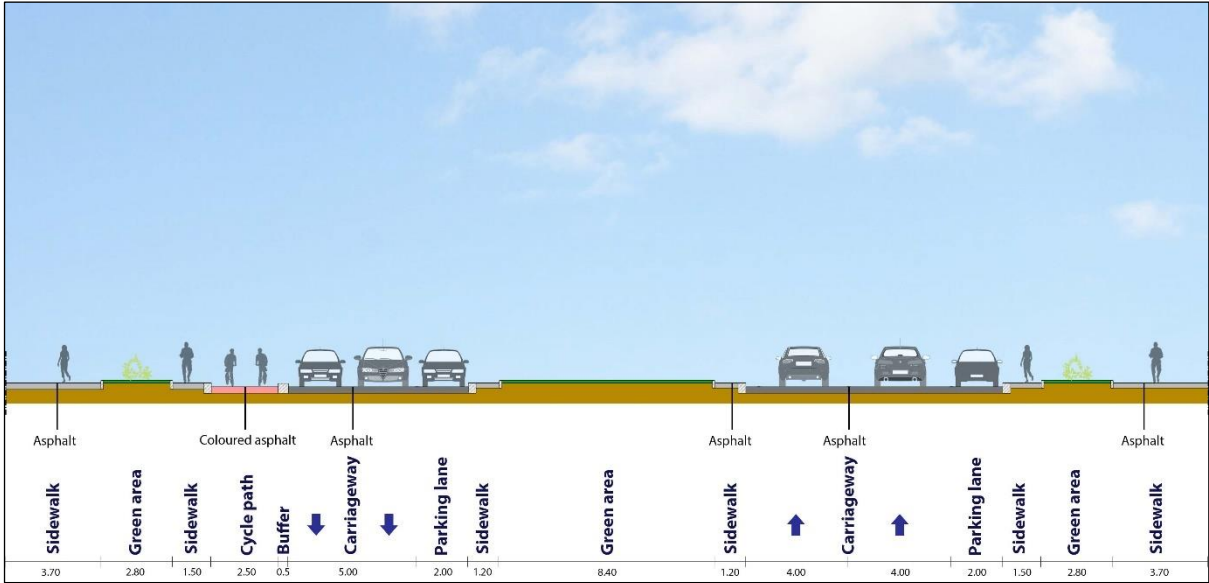 Asphalt
Coloured asphalt
Asphalt
Asphalt
Asphalt
Asphalt
Sidewalk
Green area
Sidewalk
Cycle path
Buffer
Carriageway
Parking lane
Sidewalk
Green area
Sidewalk
Carriageway
Parking lane
Sidewalk
Green area
Sidewalk
3.70
2.80
1.50
2.50
0.5
5.00
2.00
1.20
8.40
1.20
4.00
4.00
2.00
1.50
2.80
3.70